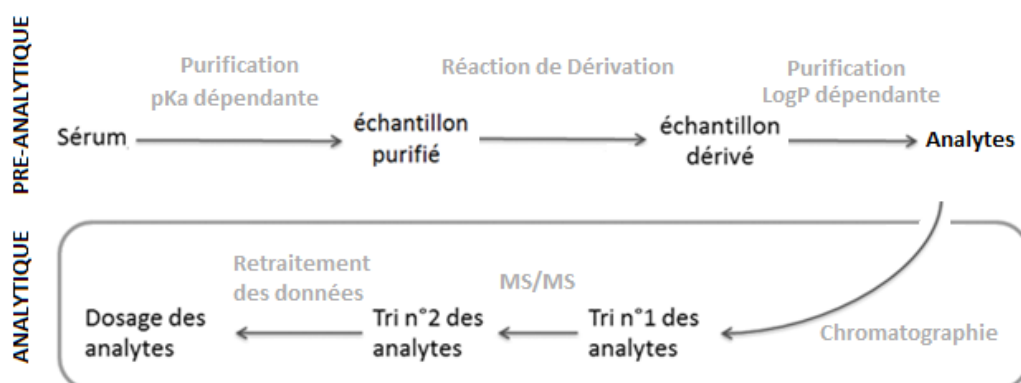 PRE-ANALYTIQUE
Purification
pKa dépendante
Réaction de Dérivation
Purification
LogP dépendante
Sérum
échantillon
purifié
échantillon
dérivé
Analytes
ANALYTIQUE
Retraitement
des données
MS/MS
Dosage des
analytes
Tri n°2 des
analytes
Tri n°1 des
analytes
Chromatographie